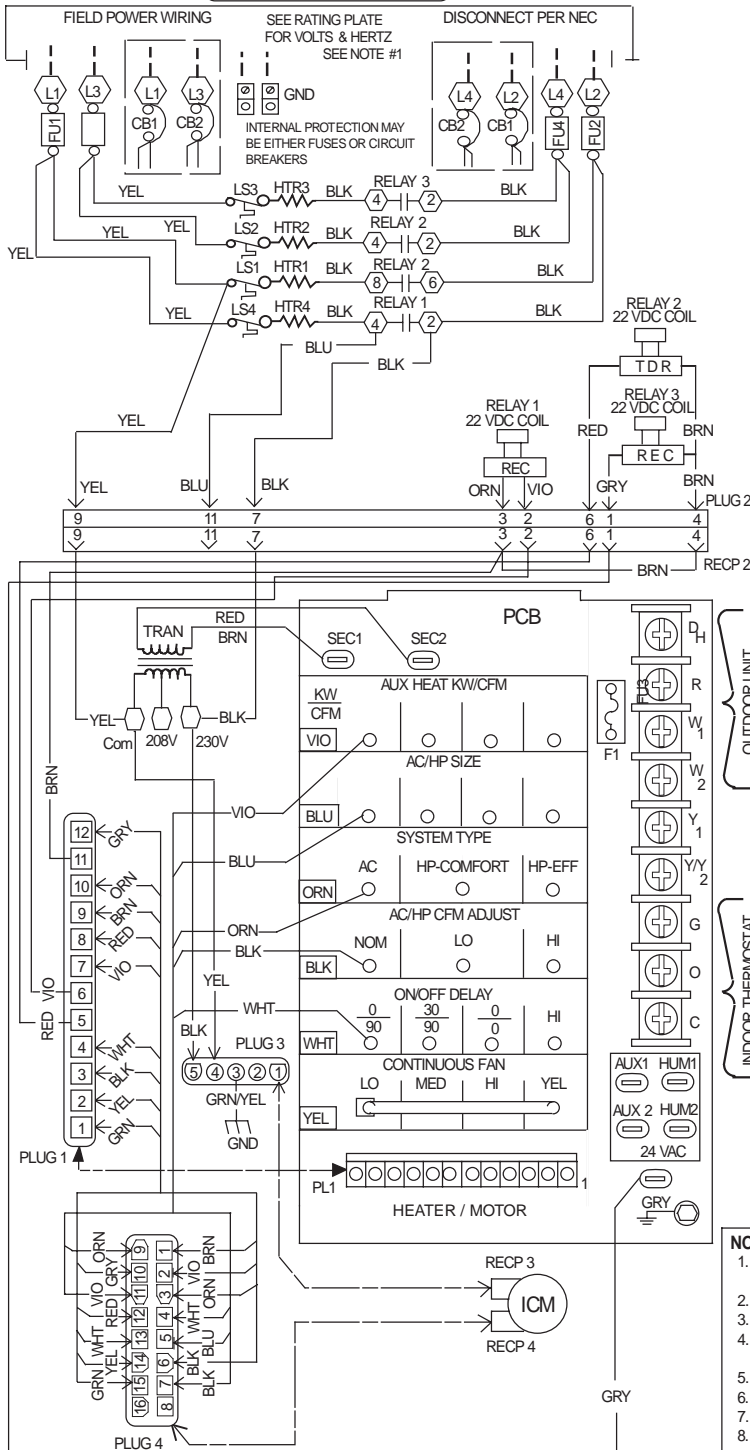 FIELD POWER WIRING
SEE RATING PLATE
FOR VOLTS & HERTZ
SEE NOTE #1
DISCONNECT PER NEC
L1 L3 L1 L3 L4 L2 L4 L2
GND
FU1 CB1 CB2 CB2 CB1 FU4 FU2
INTERNAL PROTECTION MAY
BE EITHER FUSES OR CIRCUIT
BREAKERS
YEL LS3 HTR3 BLK RELAY 3 4 2 BLK
YEL LS2 HTR2 BLK RELAY 2 4 2
YEL LS1 HTR1 BLK RELAY 2 8 6 BLK
YEL LS4 HTR4 BLK RELAY 1 4 2 BLK
BLU
BLK
RELAY 2
22 VDC COIL
TDR
RELAY 3
22 VDC COIL
REC
RELAY 1
22 VDC COIL
REC
YEL
RED BRN
ORN VIO GRY BRN
YEL BLU BLK
PLUG 2
9 11 7 3 2 6 1 4
9 11 7 3 2 6 1 4
RECP 2
BRN
TRAN
RED
BRN
YEL BLK
Com 208V 230V
BRN
PCB
SEC1 SEC2
AUX HEAT KW/CFM
KW
CFM
VIO
AC/HP SIZE
BLU
SYSTEM TYPE
AC HP-COMFORT HP-EFF
ORN
AC/HP CFM ADJUST
NOM LO HI
BLK
ON/OFF DELAY
0 30 0 HI
90 90 0
WHT
CONTINUOUS FAN
LO MED HI YEL
YEL
PL1 1
HEATER / MOTOR
FU3
F1
DH
R
W1
W2
Y1
Y/Y2
G
O
C
OUTDOOR UNIT
INDOOR THERMOSTAT
AUX1 HUM1
AUX 2 HUM2
24 VAC
GRY
VIO
BLU
ORN
BLK
YEL
WHT
BLK
PLUG 3
5 4 3 2 1
GRN/YEL
GND
12 GRY
11
10 ORN
9 BRN
8 RED
7 VIO
6 VIO
5 RED
4 WHT
3 BLK
2 YEL
1 GRN
PLUG 1
ORN 9 1 BRN
GRY 10 2 VIO
VIO 11 3 ORN
RED 12 4 WHT
WHT 13 5 BLU
YEL 14 6 BLK
GRN 15 7 BLK
16 8
PLUG 4
RECP 3
ICM
RECP 4
GRY
1.
2.
3.
4.
5.
6.
7.
8.